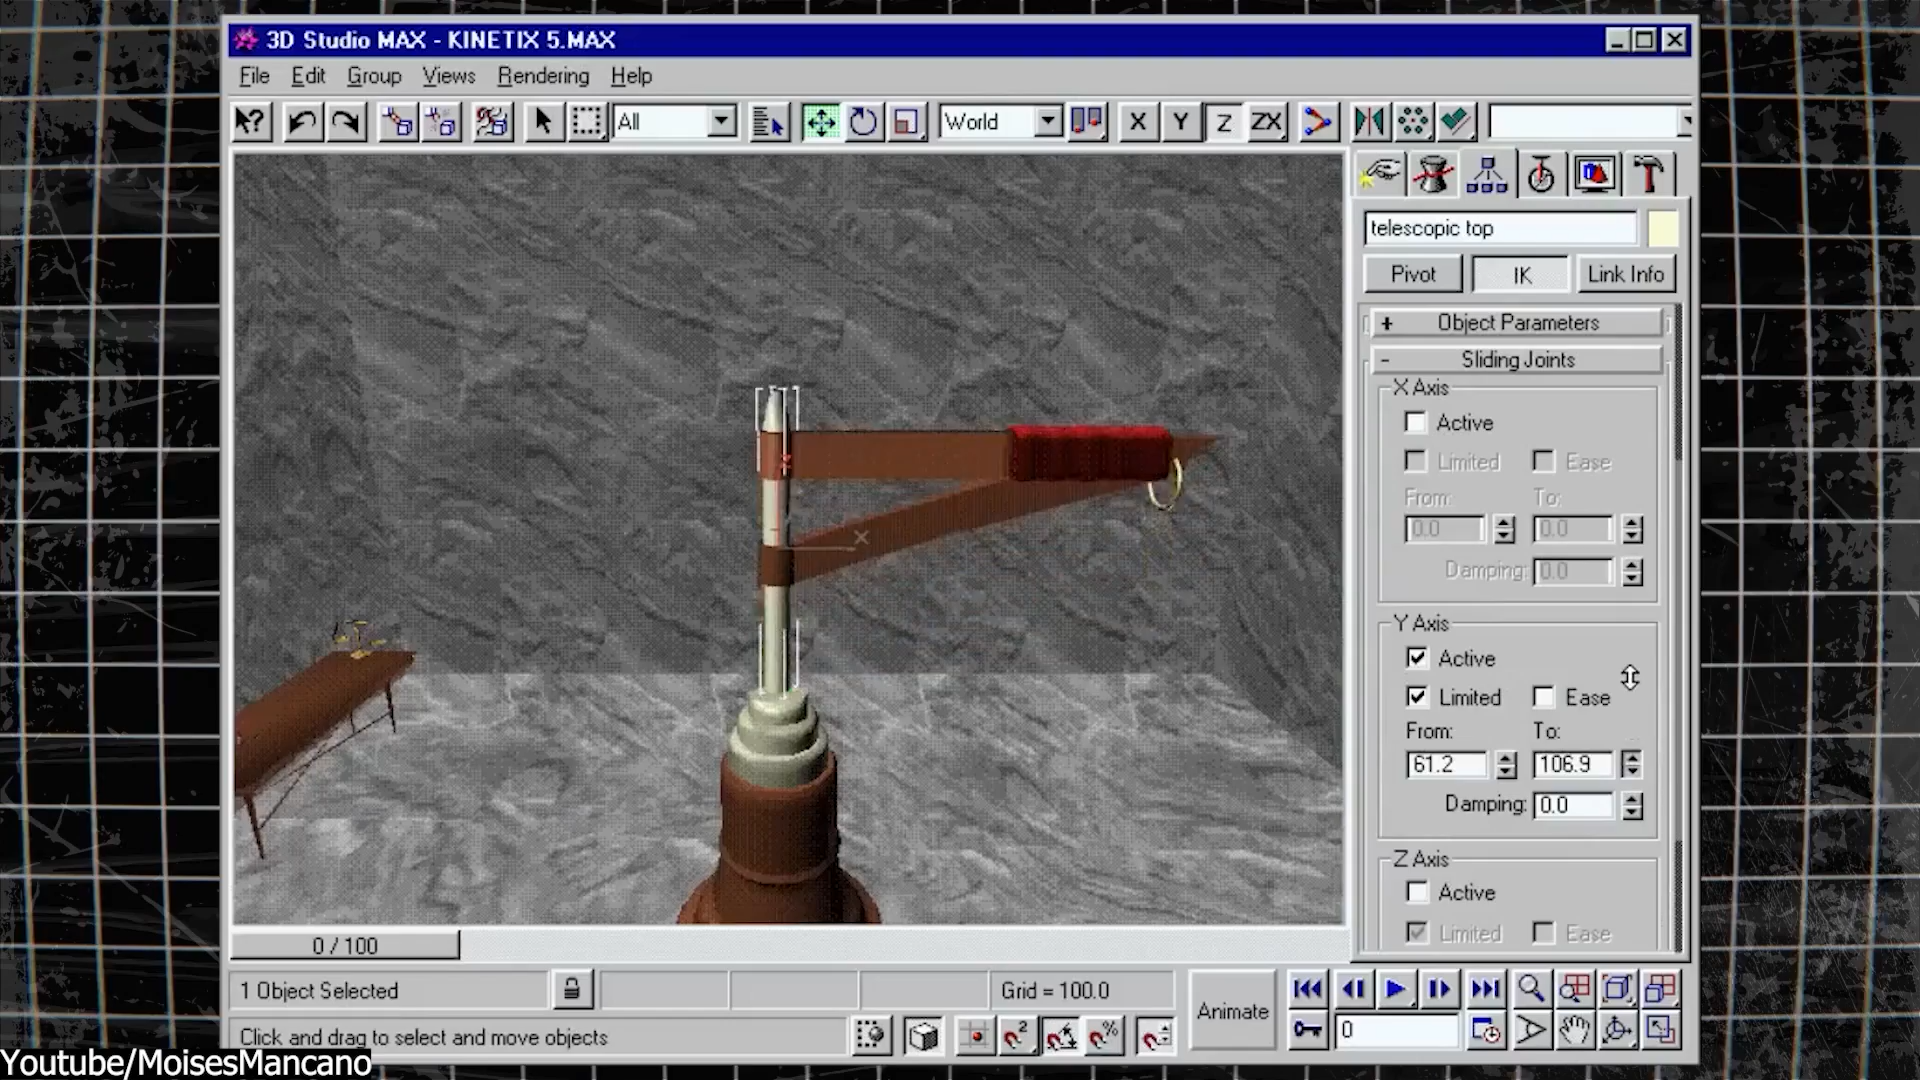 3D Studio MAX - KINETIX 5.MAX
File Edit Group Views Rendering Help
All World X Y Z ZX
telescopic top
Pivot IK Link Info
+ Object Parameters
- Sliding Joints
X Axis
Active
Limited Ease
From: To:
0.0 0.0
Damping: 0.0
Y Axis
Active
Limited Ease
From: To:
61.2 106.9
Damping: 0.0
Z Axis
Active
Limited Ease
0 / 100
1 Object Selected Grid = 100.0 Animate
Click and drag to select and move objects 0
Youtube/MoisesMancano